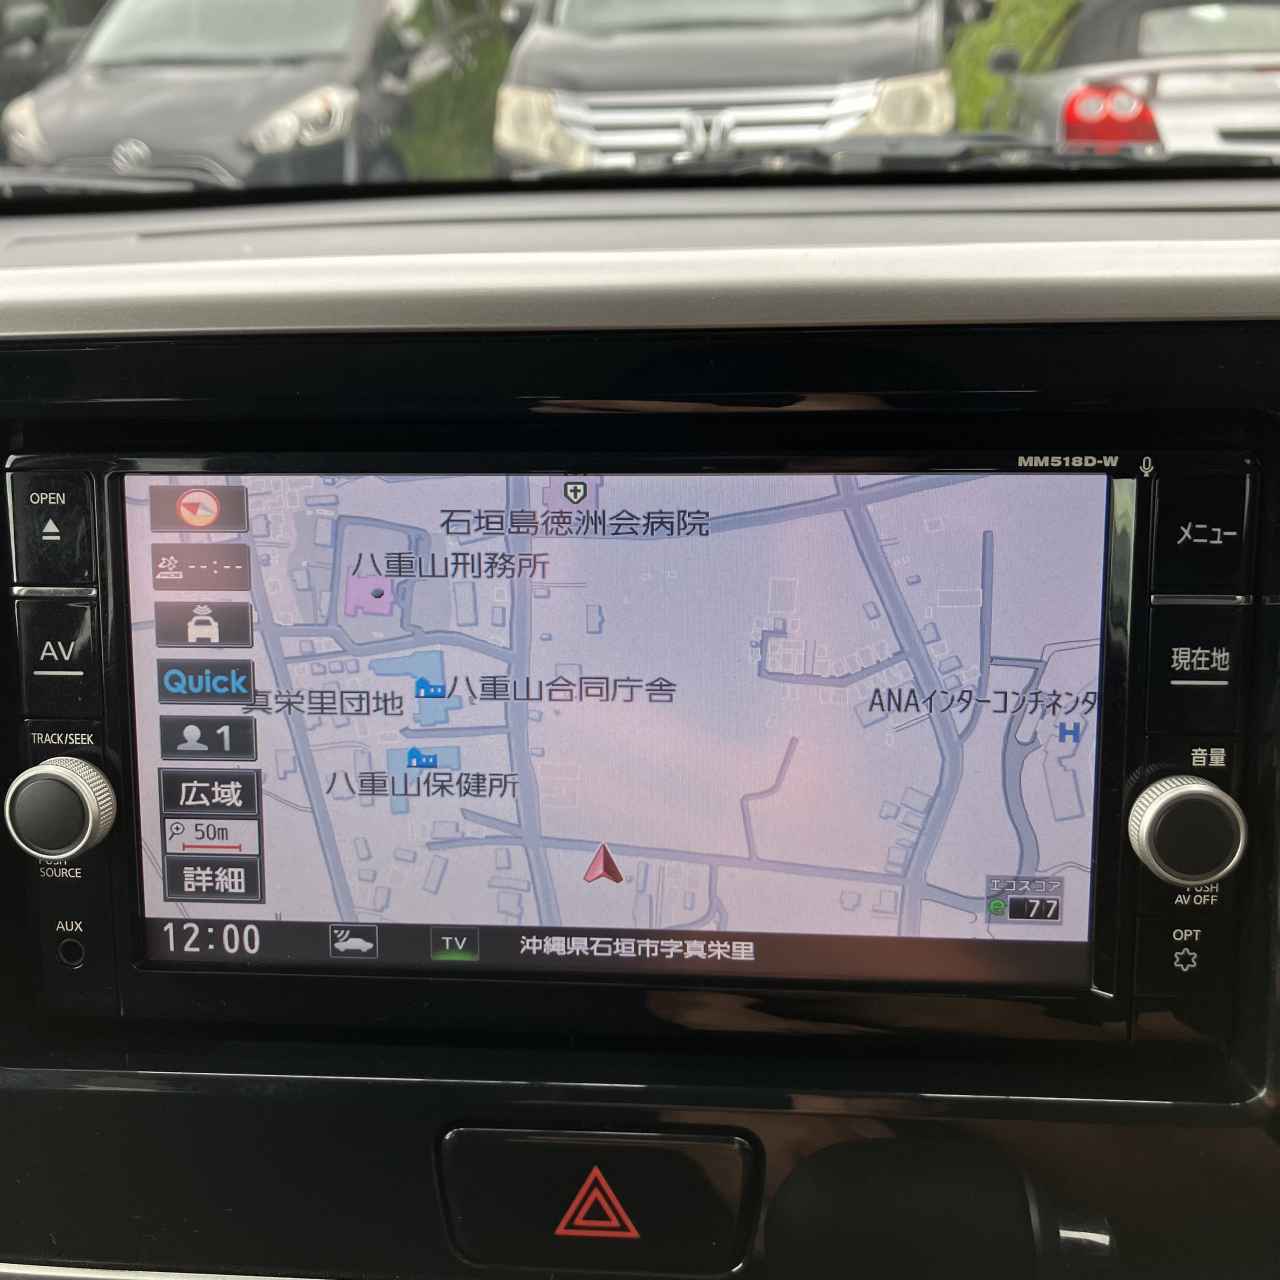 MM518D-W
OPEN
AV
TRACK/SEEK
PUSH
SOURCE
AUX
石垣島徳洲会病院
八重山刑務所
--:--
Quick
真栄里団地
八重山合同庁舎
ANAインターコンチネンタ
H
1
八重山保健所
広域
50m
詳細
エコスコア
e 77
12:00
TV
沖縄県石垣市字真栄里
メニュー
現在地
音量
PUSH
AV OFF
OPT